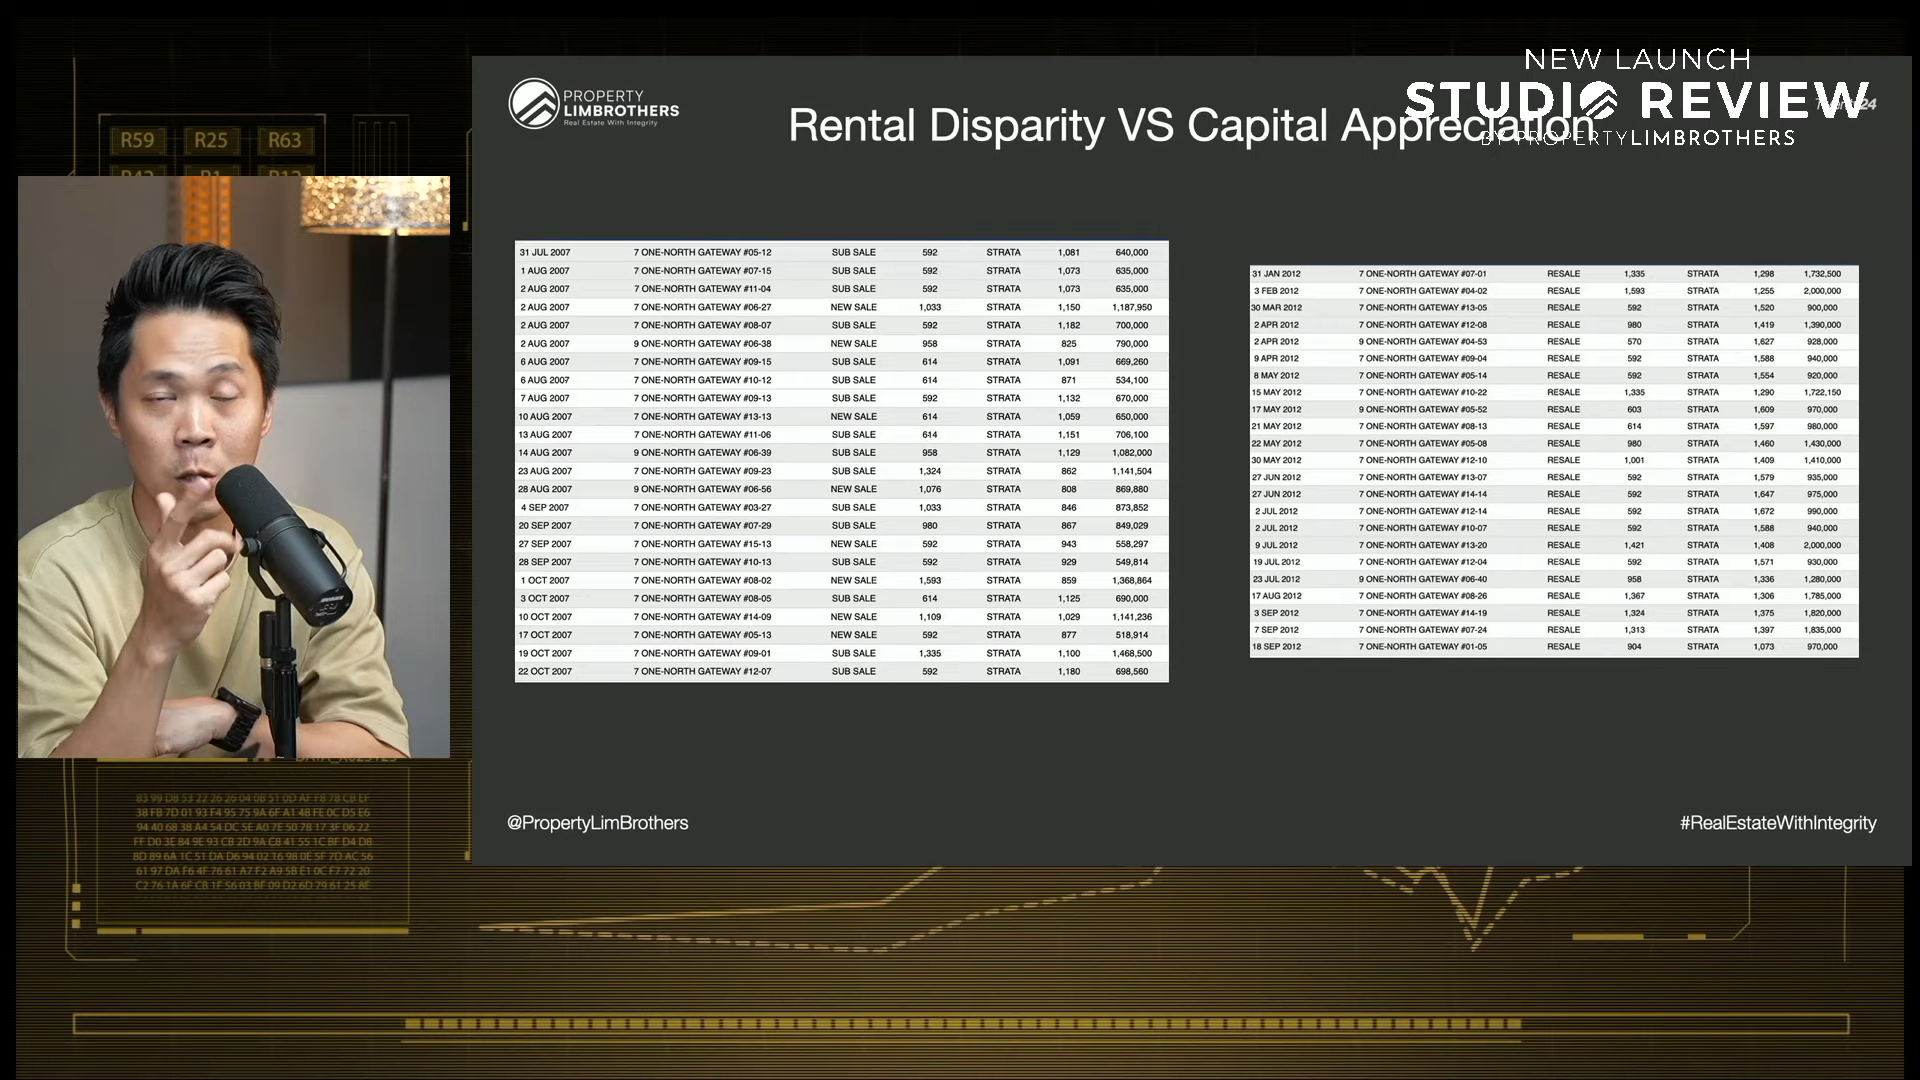 NEW LAUNCH
STUDIO REVIEW
BY PROPERTYLIMBROTHERS
PROPERTY
LIMBROTHERS
Real Estate With Integrity
Rental Disparity VS Capital Appreciation
R59 R25 R63
31 JUL 2007 7 ONE-NORTH GATEWAY #05-12 SUB SALE 592 STRATA 1,081 640,000
1 AUG 2007 7 ONE-NORTH GATEWAY #07-15 SUB SALE 592 STRATA 1,073 635,000
2 AUG 2007 7 ONE-NORTH GATEWAY #11-04 SUB SALE 592 STRATA 1,073 635,000
2 AUG 2007 7 ONE-NORTH GATEWAY #06-27 NEW SALE 1,033 STRATA 1,150 1,187,950
2 AUG 2007 7 ONE-NORTH GATEWAY #08-07 SUB SALE 592 STRATA 1,182 700,000
2 AUG 2007 9 ONE-NORTH GATEWAY #06-38 NEW SALE 958 STRATA 825 790,000
6 AUG 2007 7 ONE-NORTH GATEWAY #09-15 SUB SALE 614 STRATA 1,091 669,260
6 AUG 2007 7 ONE-NORTH GATEWAY #10-12 SUB SALE 614 STRATA 871 534,100
7 AUG 2007 7 ONE-NORTH GATEWAY #09-13 SUB SALE 592 STRATA 1,132 670,000
10 AUG 2007 7 ONE-NORTH GATEWAY #13-13 NEW SALE 614 STRATA 1,059 650,000
13 AUG 2007 7 ONE-NORTH GATEWAY #11-06 SUB SALE 614 STRATA 1,151 706,100
14 AUG 2007 9 ONE-NORTH GATEWAY #06-39 SUB SALE 958 STRATA 1,129 1,082,000
23 AUG 2007 7 ONE-NORTH GATEWAY #09-23 SUB SALE 1,324 STRATA 862 1,141,504
28 AUG 2007 9 ONE-NORTH GATEWAY #06-56 NEW SALE 1,076 STRATA 808 869,880
4 SEP 2007 7 ONE-NORTH GATEWAY #03-27 SUB SALE 1,033 STRATA 846 873,852
20 SEP 2007 7 ONE-NORTH GATEWAY #07-29 SUB SALE 980 STRATA 867 849,029
27 SEP 2007 7 ONE-NORTH GATEWAY #15-13 NEW SALE 592 STRATA 943 558,297
28 SEP 2007 7 ONE-NORTH GATEWAY #10-13 SUB SALE 592 STRATA 929 549,814
1 OCT 2007 7 ONE-NORTH GATEWAY #08-02 NEW SALE 1,593 STRATA 859 1,368,864
3 OCT 2007 7 ONE-NORTH GATEWAY #08-05 SUB SALE 614 STRATA 1,125 690,000
10 OCT 2007 7 ONE-NORTH GATEWAY #14-09 NEW SALE 1,109 STRATA 1,029 1,141,236
17 OCT 2007 7 ONE-NORTH GATEWAY #05-13 NEW SALE 592 STRATA 877 518,914
19 OCT 2007 7 ONE-NORTH GATEWAY #09-01 SUB SALE 1,335 STRATA 1,100 1,468,500
22 OCT 2007 7 ONE-NORTH GATEWAY #12-07 SUB SALE 592 STRATA 1,180 698,560
31 JAN 2012 7 ONE-NORTH GATEWAY #07-01 RESALE 1,335 STRATA 1,298 1,732,500
3 FEB 2012 7 ONE-NORTH GATEWAY #04-02 RESALE 1,593 STRATA 1,255 2,000,000
30 MAR 2012 7 ONE-NORTH GATEWAY #13-05 RESALE 592 STRATA 1,520 900,000
2 APR 2012 7 ONE-NORTH GATEWAY #12-08 RESALE 980 STRATA 1,419 1,390,000
2 APR 2012 9 ONE-NORTH GATEWAY #04-53 RESALE 570 STRATA 1,627 928,000
9 APR 2012 7 ONE-NORTH GATEWAY #09-04 RESALE 592 STRATA 1,588 940,000
8 MAY 2012 7 ONE-NORTH GATEWAY #05-14 RESALE 592 STRATA 1,554 920,000
15 MAY 2012 7 ONE-NORTH GATEWAY #10-22 RESALE 1,335 STRATA 1,290 1,722,150
17 MAY 2012 9 ONE-NORTH GATEWAY #05-52 RESALE 603 STRATA 1,609 970,000
21 MAY 2012 7 ONE-NORTH GATEWAY #08-13 RESALE 614 STRATA 1,597 980,000
22 MAY 2012 7 ONE-NORTH GATEWAY #05-08 RESALE 980 STRATA 1,460 1,430,000
30 MAY 2012 7 ONE-NORTH GATEWAY #12-10 RESALE 1,001 STRATA 1,409 1,410,000
27 JUN 2012 7 ONE-NORTH GATEWAY #13-07 RESALE 592 STRATA 1,579 935,000
27 JUN 2012 7 ONE-NORTH GATEWAY #14-14 RESALE 592 STRATA 1,647 975,000
2 JUL 2012 7 ONE-NORTH GATEWAY #12-14 RESALE 592 STRATA 1,672 990,000
2 JUL 2012 7 ONE-NORTH GATEWAY #10-07 RESALE 592 STRATA 1,588 940,000
9 JUL 2012 7 ONE-NORTH GATEWAY #13-20 RESALE 1,421 STRATA 1,408 2,000,000
19 JUL 2012 7 ONE-NORTH GATEWAY #12-04 RESALE 592 STRATA 1,571 930,000
23 JUL 2012 9 ONE-NORTH GATEWAY #06-40 RESALE 958 STRATA 1,336 1,280,000
17 AUG 2012 7 ONE-NORTH GATEWAY #08-26 RESALE 1,367 STRATA 1,306 1,785,000
3 SEP 2012 7 ONE-NORTH GATEWAY #14-19 RESALE 1,324 STRATA 1,375 1,820,000
7 SEP 2012 7 ONE-NORTH GATEWAY #07-24 RESALE 1,313 STRATA 1,397 1,835,000
18 SEP 2012 7 ONE-NORTH GATEWAY #01-05 RESALE 904 STRATA 1,073 970,000
@PropertyLimBrothers
#RealEstateWithIntegrity